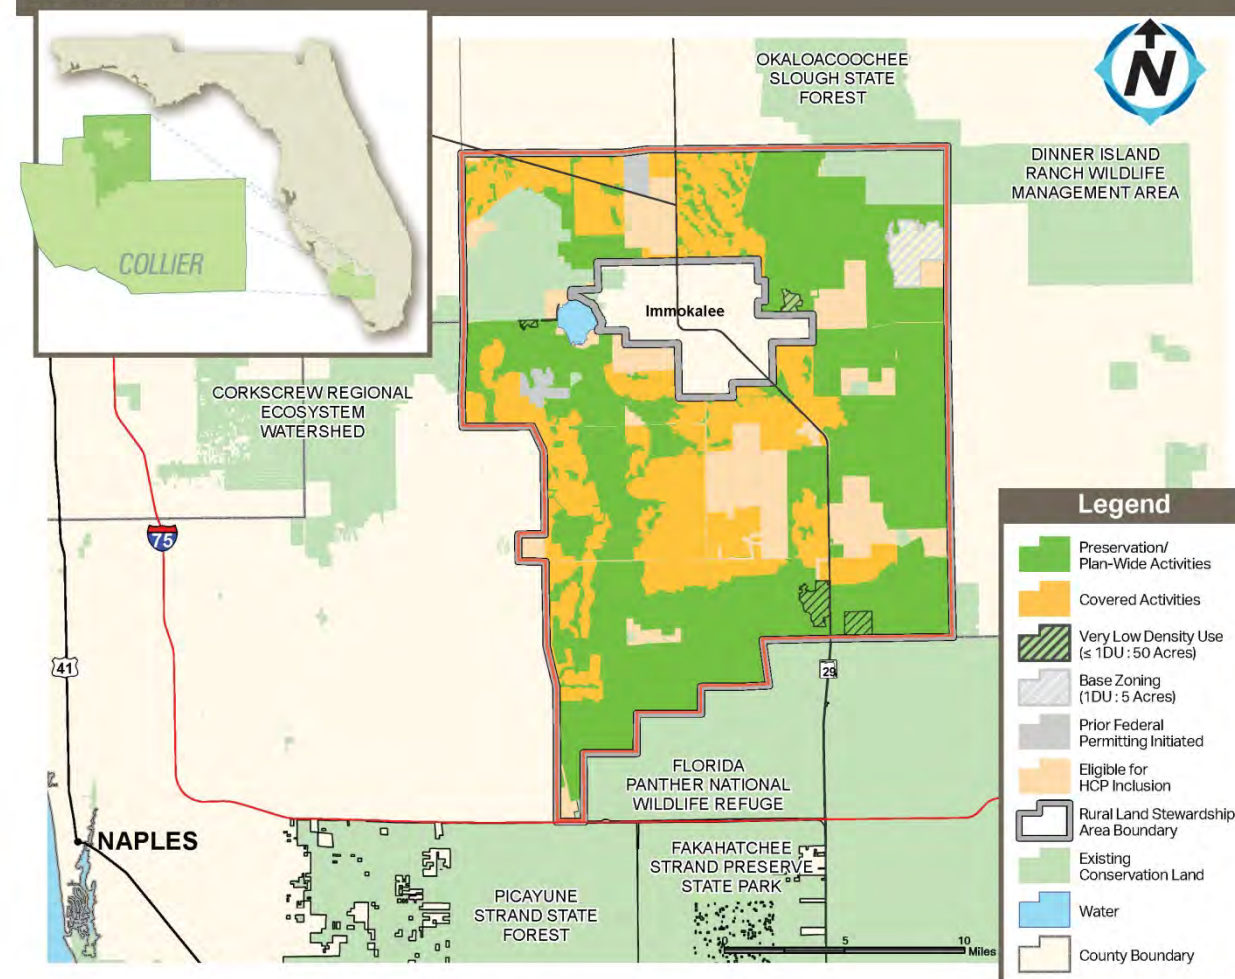 OKALOACOOCHEE
SLOUGH STATE
FOREST
N
DINNER ISLAND
RANCH WILDLIFE
MANAGEMENT AREA
COLLIER
Immokalee
CORKSCREW REGIONAL
ECOSYSTEM
WATERSHED
75
41
29
NAPLES
FLORIDA
PANTHER NATIONAL
WILDLIFE REFUGE
FAKAHATCHEE
STRAND PRESERVE
STATE PARK
PICAYUNE
STRAND STATE
FOREST
0 5 10
Miles
Legend
Preservation/
Plan-Wide Activities
Covered Activities
Very Low Density Use
(≤ 1DU : 50 Acres)
Base Zoning
(1DU : 5 Acres)
Prior Federal
Permitting Initiated
Eligible for
HCP Inclusion
Rural Land Stewardship
Area Boundary
Existing
Conservation Land
Water
County Boundary